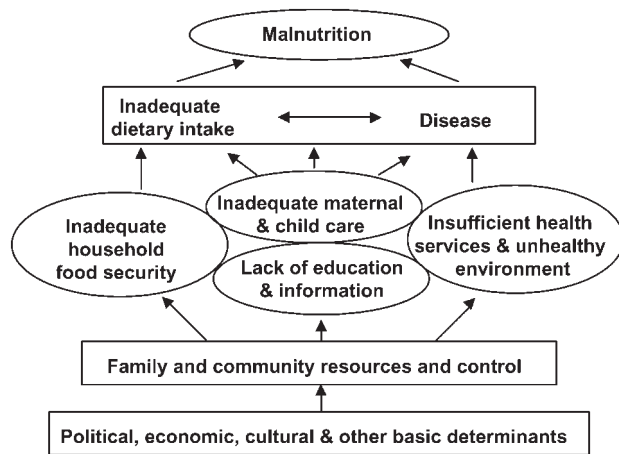 Malnutrition
Inadequate
dietary intake
Disease
Inadequate
household
food security
Inadequate maternal
& child care
Lack of education
& information
Insufficient health
services & unhealthy
environment
Family and community resources and control
Political, economic, cultural & other basic determinants